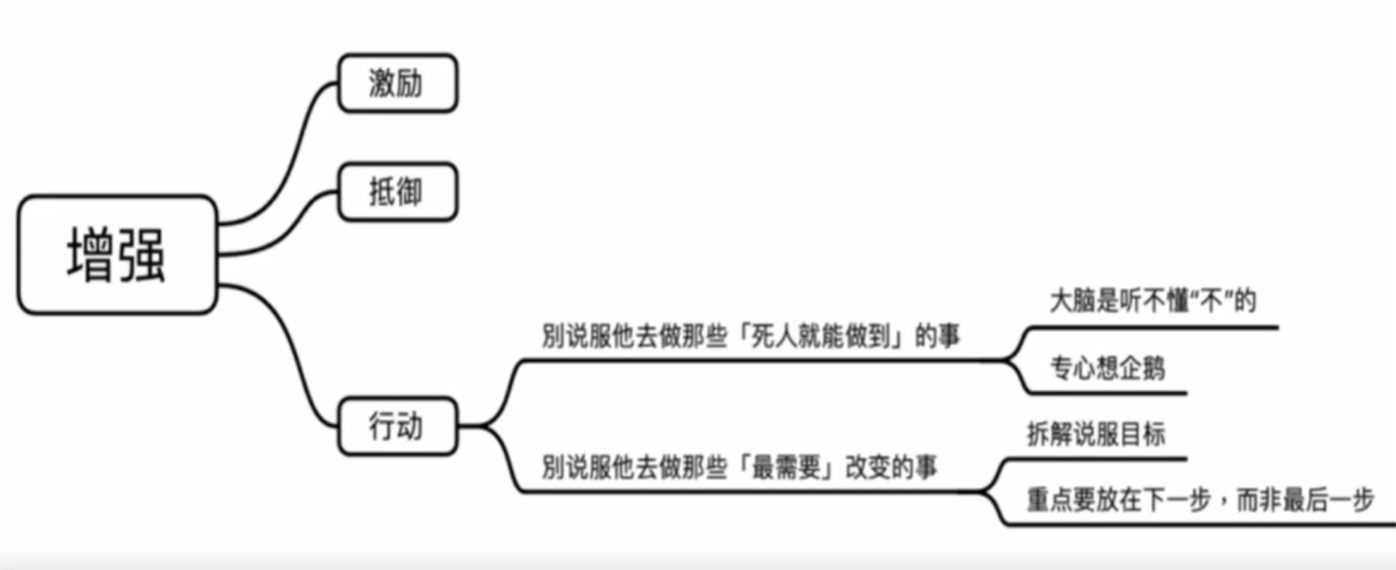 激励
抵御
增强
大脑是听不懂“不”的
別说服他去做那些「死人就能做到」的事
专心想企鹅
行动
拆解说服目标
別说服他去做那些「最需要」改变的事
重点要放在下一步，而非最后一步